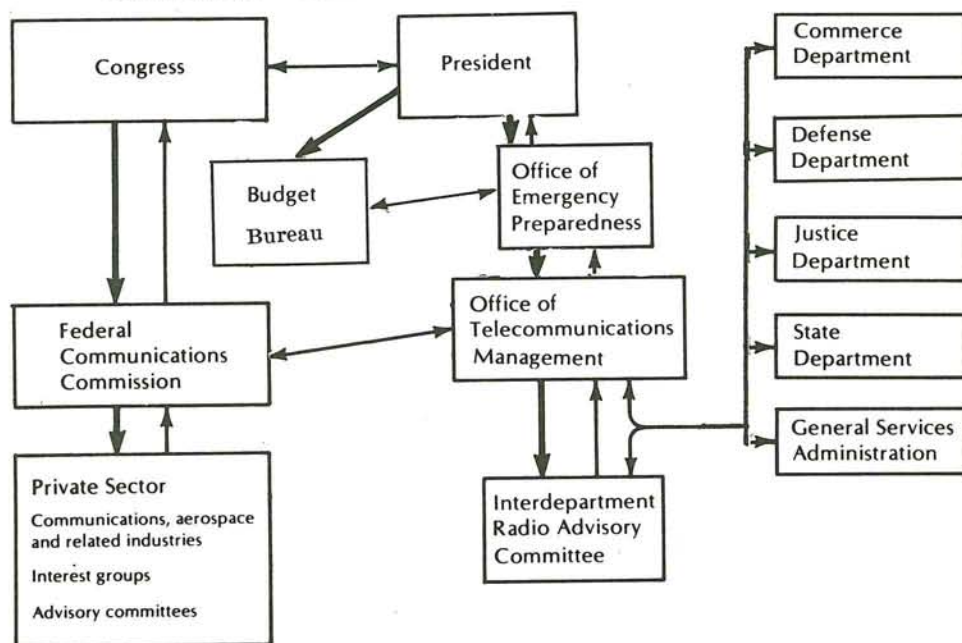 Congress
President
Budget
Bureau
Office of
Emergency
Preparedness
Federal
Communications
Commission
Office of
Telecommunications
Management
Private Sector
Communications, aerospace
and related industries
Interest groups
Advisory committees
Interdepartment
Radio Advisory
Committee
Commerce
Department
Defense
Department
Justice
Department
State
Department
General Services
Administration